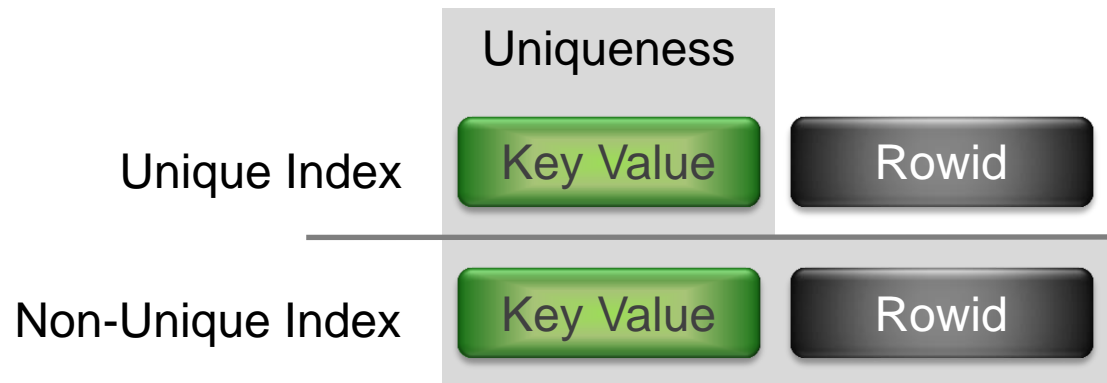 Uniqueness
Unique Index Key Value Rowid
Non-Unique Index Key Value Rowid